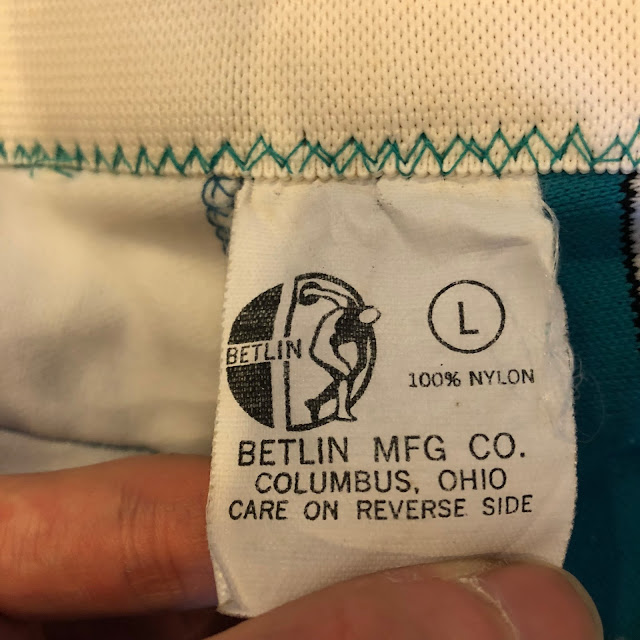 BETLIN
L
100% NYLON
BETLIN MFG CO.
COLUMBUS, OHIO
CARE ON REVERSE SIDE